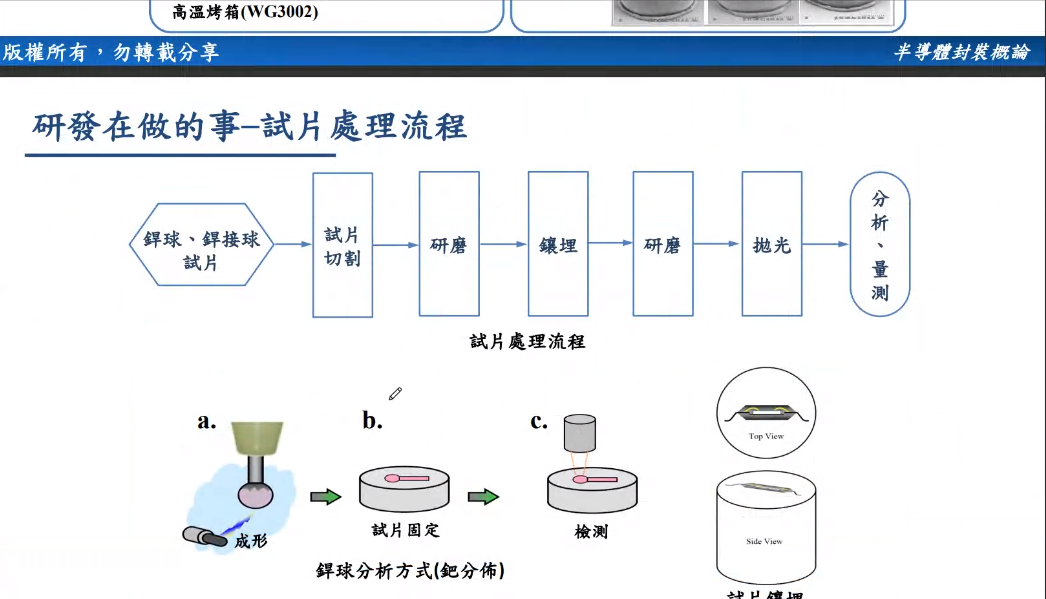 高溫烤箱(WG3002)
版權所有，勿轉載分享
半導體封裝概論
研發在做的事–試片處理流程
銲球、銲接球
試片
試片
切割
研磨
鑲埋
研磨
拋光
分析、量測
試片處理流程
a.
b.
c.
成形
試片固定
檢測
Top View
Side View
銲球分析方式(鈀分佈)
試片鑲埋